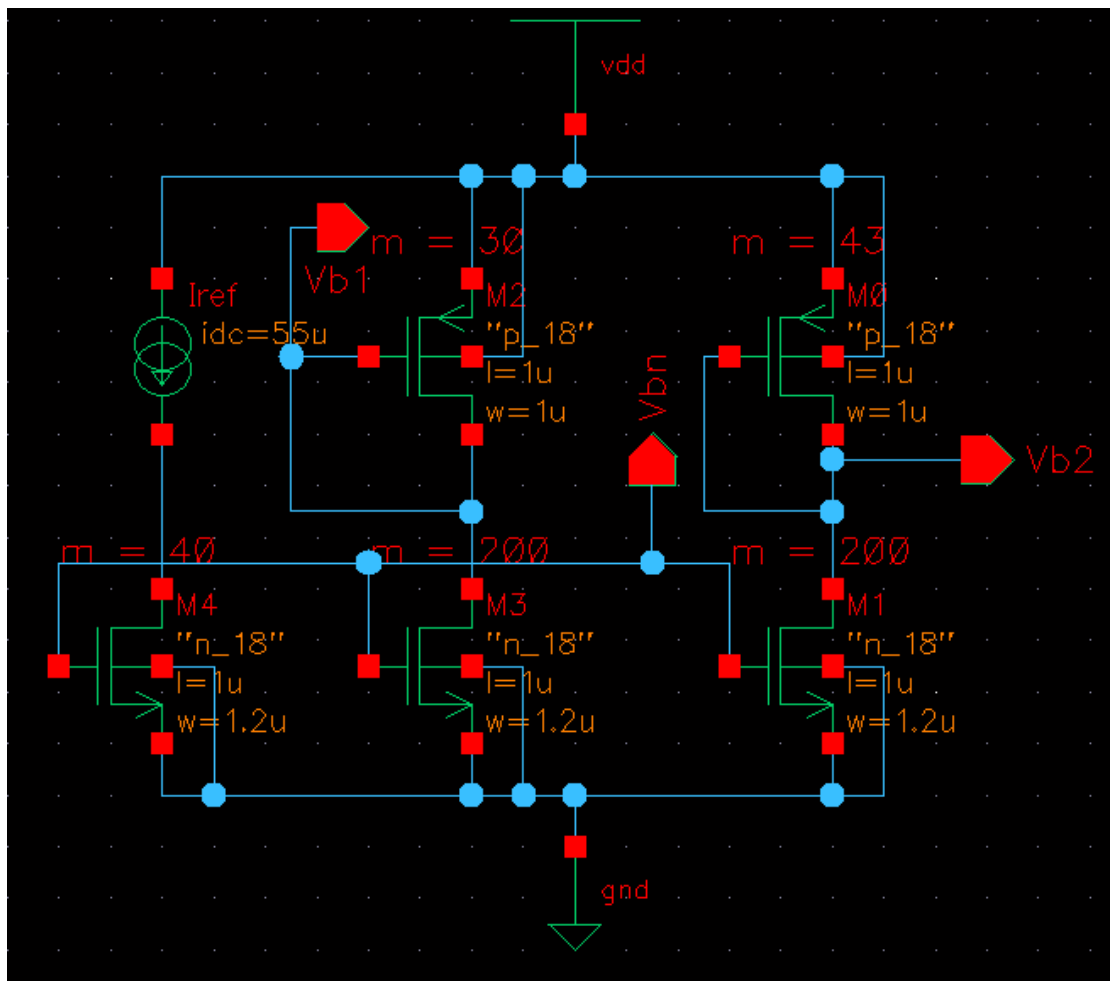 vdd
m = 30
m = 43
Vb1
Iref
idc=55u
M2
"p_18"
l=1u
w=1u
M0
"p_18"
l=1u
w=1u
Vbn
Vb2
m = 40
m = 200
m = 200
M4
"n_18"
l=1u
w=1.2u
M3
"n_18"
l=1u
w=1.2u
M1
"n_18"
l=1u
w=1.2u
gnd